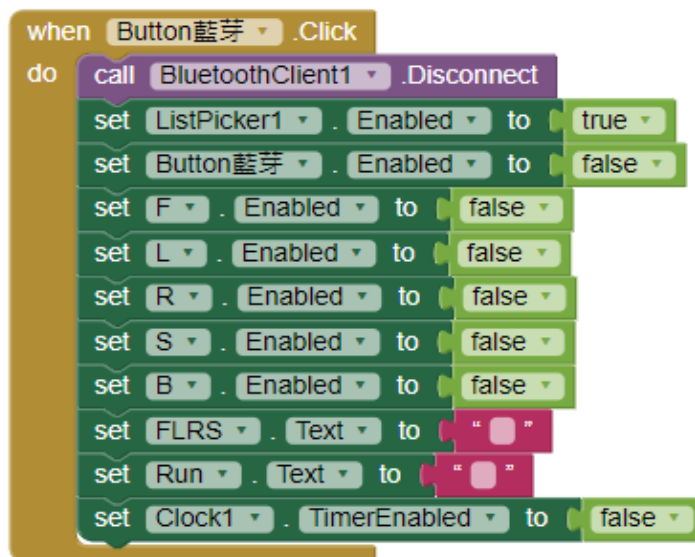 when Button藍芽 .Click
do call BluetoothClient1 .Disconnect
set ListPicker1 . Enabled to true
set Button藍芽 . Enabled to false
set F . Enabled to false
set L . Enabled to false
set R . Enabled to false
set S . Enabled to false
set B . Enabled to false
set FLRS . Text to “ ”
set Run . Text to “ ”
set Clock1 . TimerEnabled to false